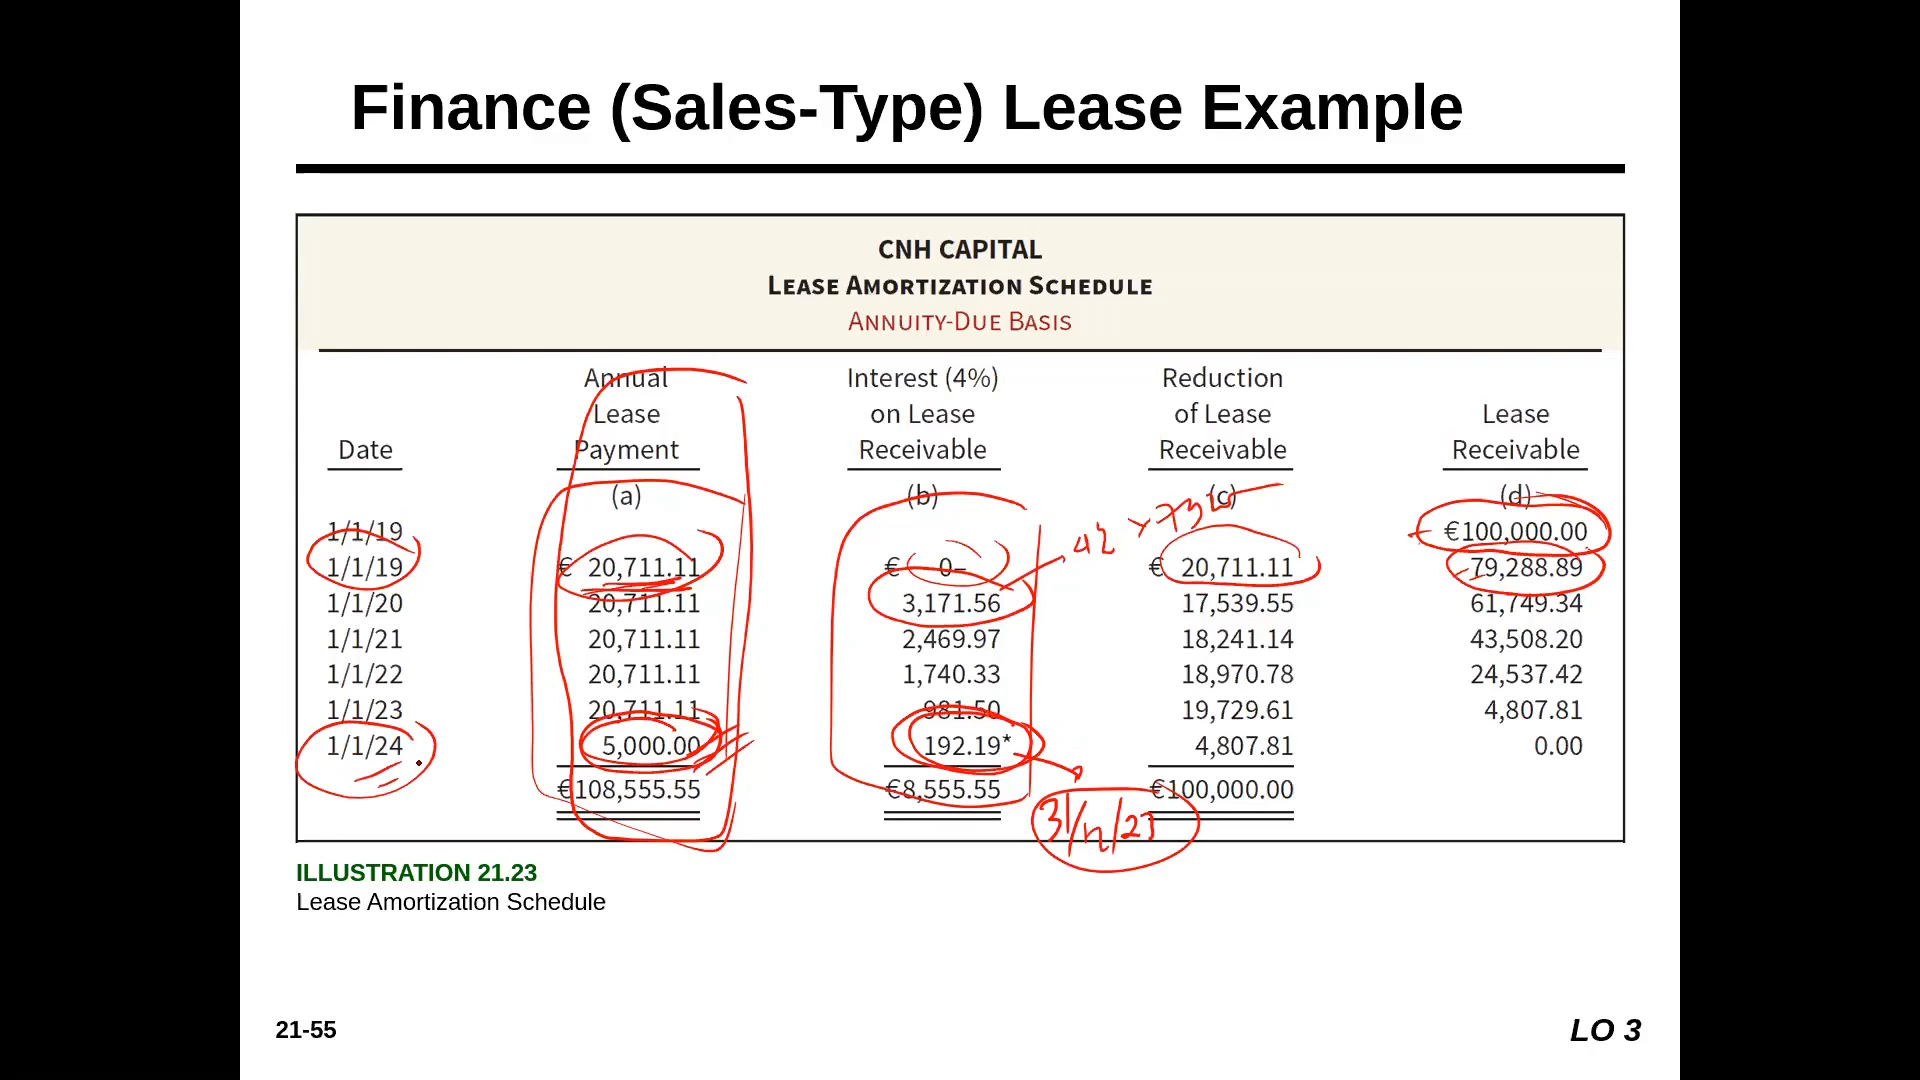 Finance (Sales-Type) Lease Example
CNH CAPITAL
LEASE AMORTIZATION SCHEDULE
ANNUITY-DUE BASIS
Date Annual Lease Payment Interest (4%) on Lease Receivable Reduction of Lease Receivable Lease Receivable
(a) (b) (c) (d)
1/1/19 €100,000.00
1/1/19 € 20,711.11 € –0– € 20,711.11 79,288.89
1/1/20 20,711.11 3,171.56 17,539.55 61,749.34
1/1/21 20,711.11 2,469.97 18,241.14 43,508.20
1/1/22 20,711.11 1,740.33 18,970.78 24,537.42
1/1/23 20,711.11 981.50 19,729.61 4,807.81
1/1/24 5,000.00 192.19* 4,807.81 0.00
€108,555.55 €8,555.55 €100,000.00
ILLUSTRATION 21.23
Lease Amortization Schedule
21-55
LO 3